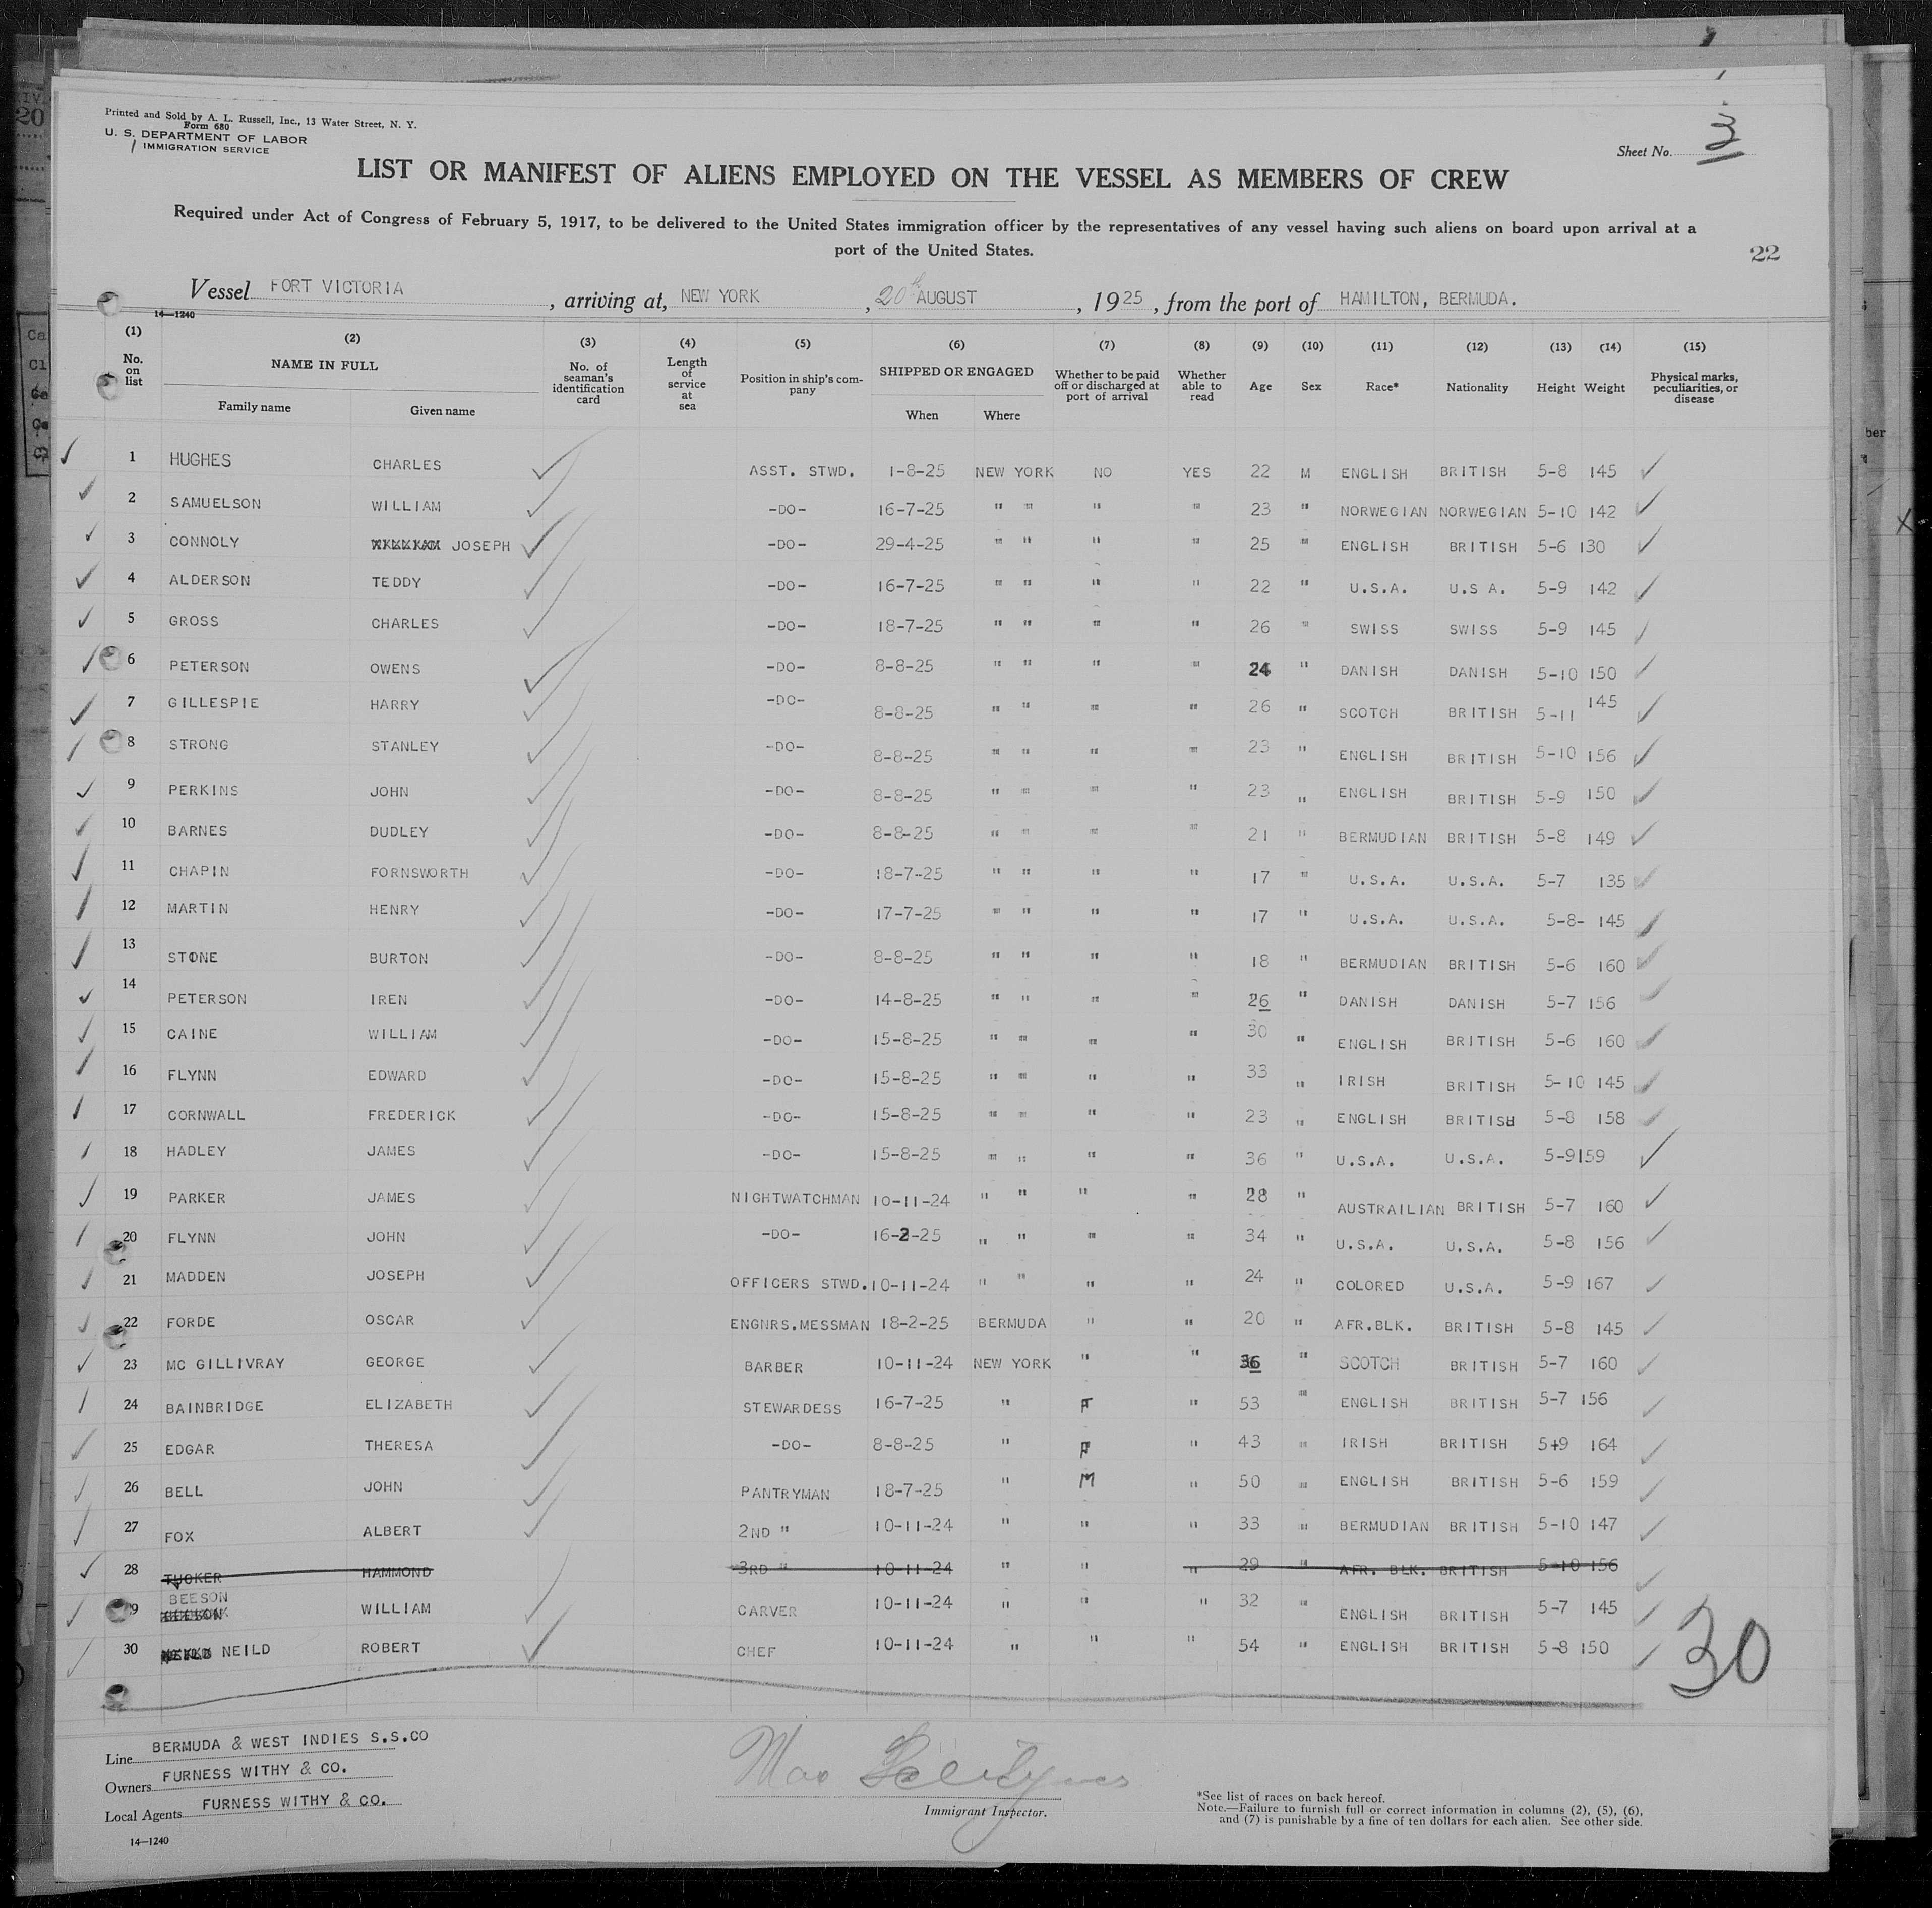 Printed and Sold by A. L. Russell, Inc., 13 Water Street, N. Y.
Form 680
U. S. DEPARTMENT OF LABOR
IMMIGRATION SERVICE
Sheet No. 3
LIST OR MANIFEST OF ALIENS EMPLOYED ON THE VESSEL AS MEMBERS OF CREW
Required under Act of Congress of February 5, 1917, to be delivered to the United States immigration officer by the representatives of any vessel having such aliens on board upon arrival at a
port of the United States.
22
Vessel FORT VICTORIA, arriving at, NEW YORK, 20th AUGUST, 1925, from the port of HAMILTON, BERMUDA.
14—1240
(1) (2) (3) (4) (5) (6) (7) (8) (9) (10) (11) (12) (13) (14) (15)
No. on list NAME IN FULL Family name Given name No. of seaman's identification card Length of service at sea Position in ship's company SHIPPED OR ENGAGED When Where Whether to be paid off or discharged at port of arrival Whether able to read Age Sex Race* Nationality Height Weight Physical marks, peculiarities, or disease
1 HUGHES CHARLES ASST. STWD. 1-8-25 NEW YORK NO YES 22 M ENGLISH BRITISH 5-8 145
2 SAMUELSON WILLIAM -DO- 16-7-25 " " " " 23 " NORWEGIAN NORWEGIAN 5-10 142
3 CONNOLY JOSEPH -DO- 29-4-25 " " " " 25 " ENGLISH BRITISH 5-6 130
4 ALDERSON TEDDY -DO- 16-7-25 " " " " 22 " U.S.A. U.S A. 5-9 142
5 GROSS CHARLES -DO- 18-7-25 " " " " 26 " SWISS SWISS 5-9 145
6 PETERSON OWENS -DO- 8-8-25 " " " " 24 " DANISH DANISH 5-10 150
7 GILLESPIE HARRY -DO- 8-8-25 " " " " 26 " SCOTCH BRITISH 5-11 145
8 STRONG STANLEY -DO- 8-8-25 " " " " 23 " ENGLISH BRITISH 5-10 156
9 PERKINS JOHN -DO- 8-8-25 " " " " 23 " ENGLISH BRITISH 5-9 150
10 BARNES DUDLEY -DO- 8-8-25 " " " " 21 " BERMUDIAN BRITISH 5-8 149
11 CHAPIN FORNSWORTH -DO- 18-7-25 " " " " 17 " U.S.A. U.S.A. 5-7 135
12 MARTIN HENRY -DO- 17-7-25 " " " " 17 " U.S.A. U.S.A. 5-8- 145
13 STONE BURTON -DO- 8-8-25 " " " " 18 " BERMUDIAN BRITISH 5-6 160
14 PETERSON IREN -DO- 14-8-25 " " " " 26 " DANISH DANISH 5-7 156
15 CAINE WILLIAM -DO- 15-8-25 " " " " 30 " ENGLISH BRITISH 5-6 160
16 FLYNN EDWARD -DO- 15-8-25 " " " " 33 " IRISH BRITISH 5-10 145
17 CORNWALL FREDERICK -DO- 15-8-25 " " " " 23 " ENGLISH BRITISH 5-8 158
18 HADLEY JAMES -DO- 15-8-25 " " " " 36 " U.S.A. U.S.A. 5-9 159
19 PARKER JAMES NIGHTWATCHMAN 10-11-24 " " " " 28 " AUSTRAILIAN BRITISH 5-7 160
20 FLYNN JOHN -DO- 16-2-25 " " " " 34 " U.S.A. U.S.A. 5-8 156
21 MADDEN JOSEPH OFFICERS STWD. 10-11-24 " " " " 24 " COLORED U.S.A. 5-9 167
22 FORDE OSCAR ENGNRS.MESSMAN 18-2-25 BERMUDA " " 20 " AFR.BLK. BRITISH 5-8 145
23 MC GILLIVRAY GEORGE BARBER 10-11-24 NEW YORK " " 36 " SCOTCH BRITISH 5-7 160
24 BAINBRIDGE ELIZABETH STEWARDESS 16-7-25 " F " 53 " ENGLISH BRITISH 5-7 156
25 EDGAR THERESA -DO- 8-8-25 " F " 43 " IRISH BRITISH 5-9 164
26 BELL JOHN PANTRYMAN 18-7-25 " M " 50 " ENGLISH BRITISH 5-6 159
27 FOX ALBERT 2ND " 10-11-24 " " " 33 " BERMUDIAN BRITISH 5-10 147
28 TUCKER HAMMOND 3RD " 10-11-24 " " " 29 " AFR. BLK. BRITISH 5-10 156
29 BEESON WILLIAM CARVER 10-11-24 " " " 32 " ENGLISH BRITISH 5-7 145
30 NEILD ROBERT CHEF 10-11-24 " " " 54 " ENGLISH BRITISH 5-8 150
30
Line BERMUDA & WEST INDIES S.S.CO
Owners FURNESS WITHY & CO.
Local Agents FURNESS WITHY & CO.
14—1240
Immigrant Inspector.
*See list of races on back hereof.
Note.—Failure to furnish full or correct information in columns (2), (5), (6),
and (7) is punishable by a fine of ten dollars for each alien. See other side.